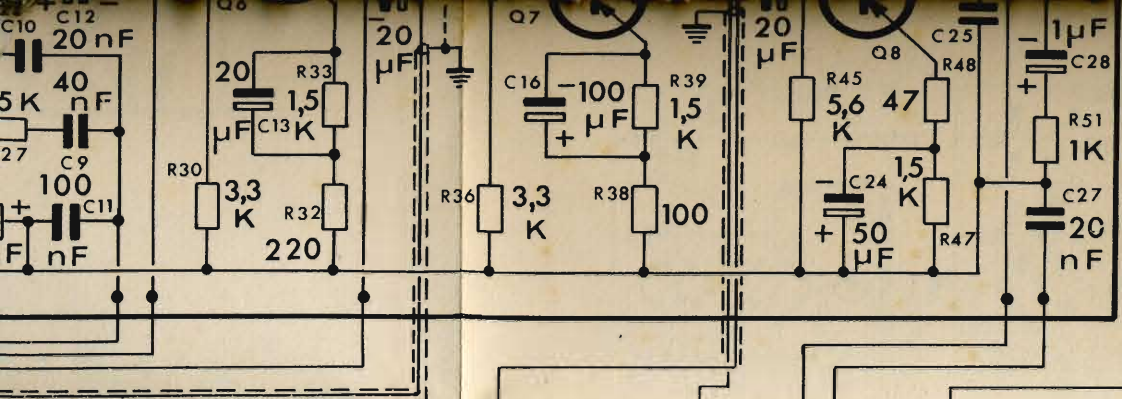 C10
+ C12 -
20 nF
40
nF
5 K
27
C9
100
nF
C11
+
F
Q6
20
μF
C13
R33
1,5
K
R30
3,3
K
R32
220
-
20
μF
Q7
C16
-100
μF
+
R39
1,5
K
R36
3,3
K
R38
100
20
μF
Q8
R45
5,6
K
R48
47
-
C24
+
50
μF
1,5
K
R47
C25
1μF
-
C28
+
R51
1K
C27
20
nF